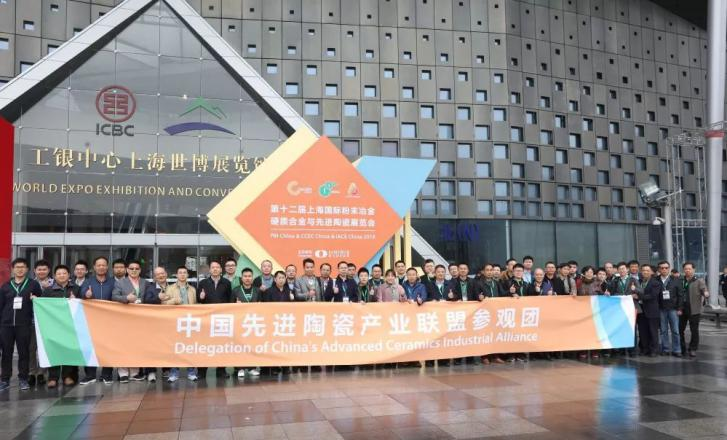 ICBC
工银中心上海世博展览馆
WORLD EXPO EXHIBITION AND CONVE
第十二届上海国际粉末冶金
硬质合金与先进陶瓷展览会
PM China & CCEC China & IACE China 2019
中国先进陶瓷产业联盟参观团
Delegation of China's Advanced Ceramics Industrial Alliance